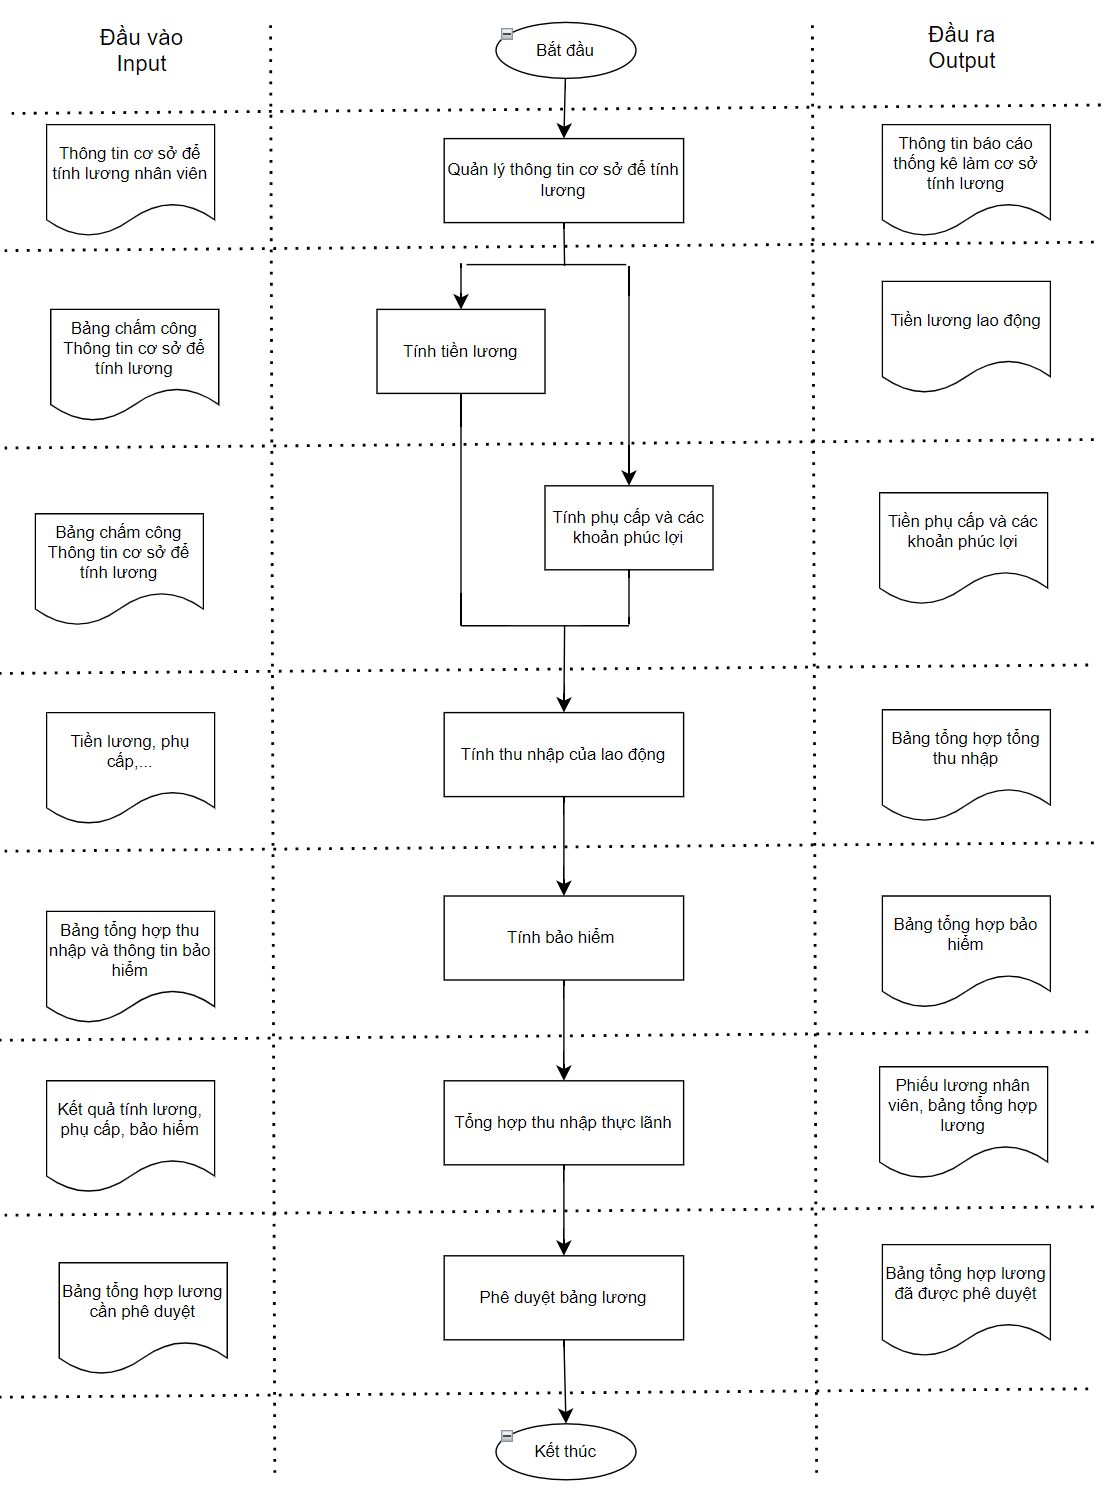 Đầu vào
Input
Bắt đầu
Đầu ra
Output
Thông tin cơ sở để
tính lương nhân viên
Quản lý thông tin cơ sở để tính
lương
Thông tin báo cáo
thống kê làm cơ sở
tính lương
Bảng chấm công
Thông tin cơ sở để
tính lương
Tính tiền lương
Tiền lương lao động
Bảng chấm công
Thông tin cơ sở để
tính lương
Tính phụ cấp và các
khoản phúc lợi
Tiền phụ cấp và các
khoản phúc lợi
Tiền lương, phụ
cấp,...
Tính thu nhập của lao động
Bảng tổng hợp tổng
thu nhập
Bảng tổng hợp thu
nhập và thông tin bảo
hiểm
Tính bảo hiểm
Bảng tổng hợp bảo
hiểm
Kết quả tính lương,
phụ cấp, bảo hiểm
Tổng hợp thu nhập thực lãnh
Phiếu lương nhân
viên, bảng tổng hợp
lương
Bảng tổng hợp lương
cần phê duyệt
Phê duyệt bảng lương
Bảng tổng hợp lương
đã được phê duyệt
Kết thúc